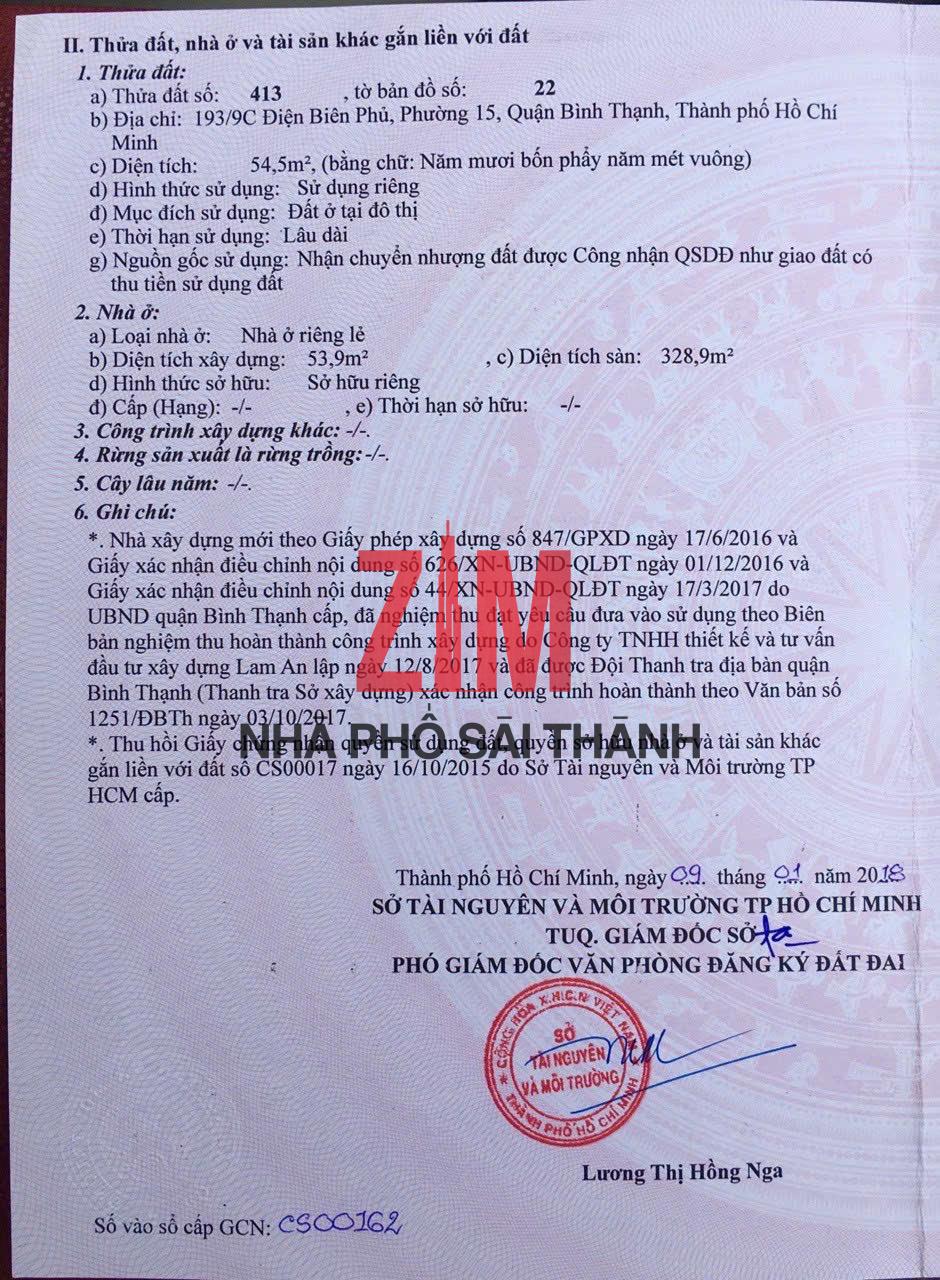 II. Thửa đất, nhà ở và tài sản khác gắn liền với đất
1. Thửa đất:
a) Thửa đất số: 413 , tờ bản đồ số: 22
b) Địa chỉ: 193/9C Điện Biên Phủ, Phường 15, Quận Bình Thạnh, Thành phố Hồ Chí
Minh
c) Diện tích: 54,5m², (bằng chữ: Năm mươi bốn phẩy năm mét vuông)
d) Hình thức sử dụng: Sử dụng riêng
đ) Mục đích sử dụng: Đất ở tại đô thị
e) Thời hạn sử dụng: Lâu dài
g) Nguồn gốc sử dụng: Nhận chuyển nhượng đất được Công nhận QSDĐ như giao đất có
thu tiền sử dụng đất
2. Nhà ở:
a) Loại nhà ở: Nhà ở riêng lẻ
b) Diện tích xây dựng: 53,9m² , c) Diện tích sàn: 328,9m²
d) Hình thức sở hữu: Sở hữu riêng
đ) Cấp (Hạng): -/- , e) Thời hạn sở hữu: -/-
3. Công trình xây dựng khác: -/-.
4. Rừng sản xuất là rừng trồng: -/-.
5. Cây lâu năm: -/-.
6. Ghi chú:
*. Nhà xây dựng mới theo Giấy phép xây dựng số 847/GPXD ngày 17/6/2016 và
Giấy xác nhận điều chỉnh nội dung số 626/XN-UBND-QLĐT ngày 01/12/2016 và
Giấy xác nhận điều chỉnh nội dung số 44/XN-UBND-QLĐT ngày 17/3/2017 do
UBND quận Bình Thạnh cấp, đã nghiệm thu đạt yêu cầu đưa vào sử dụng theo Biên
bản nghiệm thu hoàn thành công trình xây dựng do Công ty TNHH thiết kế và tư vấn
đầu tư xây dựng Lam An lập ngày 12/8/2017 và đã được Đội Thanh tra địa bàn quận
Bình Thạnh (Thanh tra Sở xây dựng) xác nhận công trình hoàn thành theo Văn bản số
1251/ĐBTh ngày 03/10/2017.
*. Thu hồi Giấy chứng nhận quyền sử dụng đất, quyền sở hữu nhà ở và tài sản khác
gắn liền với đất số CS00017 ngày 16/10/2015 do Sở Tài nguyên và Môi trường TP
HCM cấp.
ZIM
NHÀ PHỐ SÀI THÀNH
Thành phố Hồ Chí Minh, ngày 09 tháng 01 năm 2018
SỞ TÀI NGUYÊN VÀ MÔI TRƯỜNG TP HỒ CHÍ MINH
TUQ. GIÁM ĐỐC SỞ
PHÓ GIÁM ĐỐC VĂN PHÒNG ĐĂNG KÝ ĐẤT ĐAI
CỘNG HÒA X.H.C.N VIỆT NAM
SỞ
TÀI NGUYÊN
VÀ MÔI TRƯỜNG
THÀNH PHỐ HỒ CHÍ MINH
Lương Thị Hồng Nga
Số vào sổ cấp GCN: CS00162